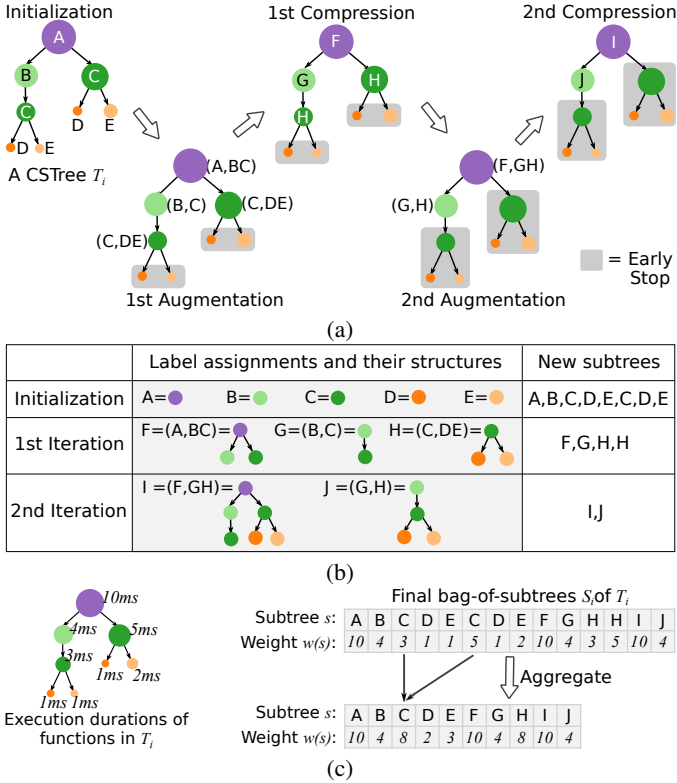 Initialization
1st Compression
2nd Compression
A
B
C
C
D
E
D
E
A CSTree Ti
F
G
H
H
I
J
(A,BC)
(B,C)
(C,DE)
(C,DE)
1st Augmentation
(F,GH)
(G,H)
2nd Augmentation
= Early Stop
(a)
Label assignments and their structures
New subtrees
Initialization
A=
B=
C=
D=
E=
A,B,C,D,E,C,D,E
1st Iteration
F=(A,BC)=
G=(B,C)=
H=(C,DE)=
F,G,H,H
2nd Iteration
I =(F,GH)=
J =(G,H)=
I,J
(b)
10ms
4ms
5ms
3ms
1ms
2ms
1ms
1ms
Execution durations of
functions in Ti
Final bag-of-subtrees Si of Ti
Subtree s: A B C D E C D E F G H H I J
Weight w(s): 10 4 3 1 1 5 1 2 10 4 3 5 10 4
Aggregate
Subtree s: A B C D E F G H I J
Weight w(s): 10 4 8 2 3 10 4 8 10 4
(c)